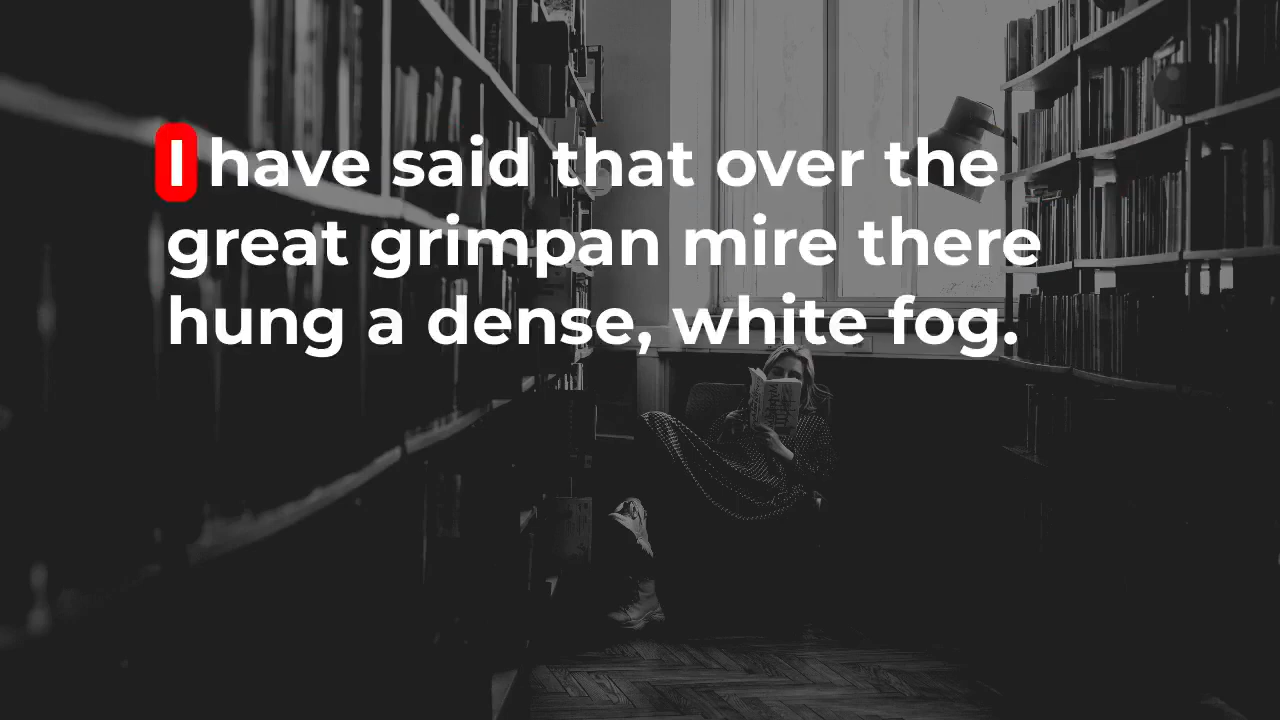 I have said that over the
great grimpan mire there
hung a dense, white fog.